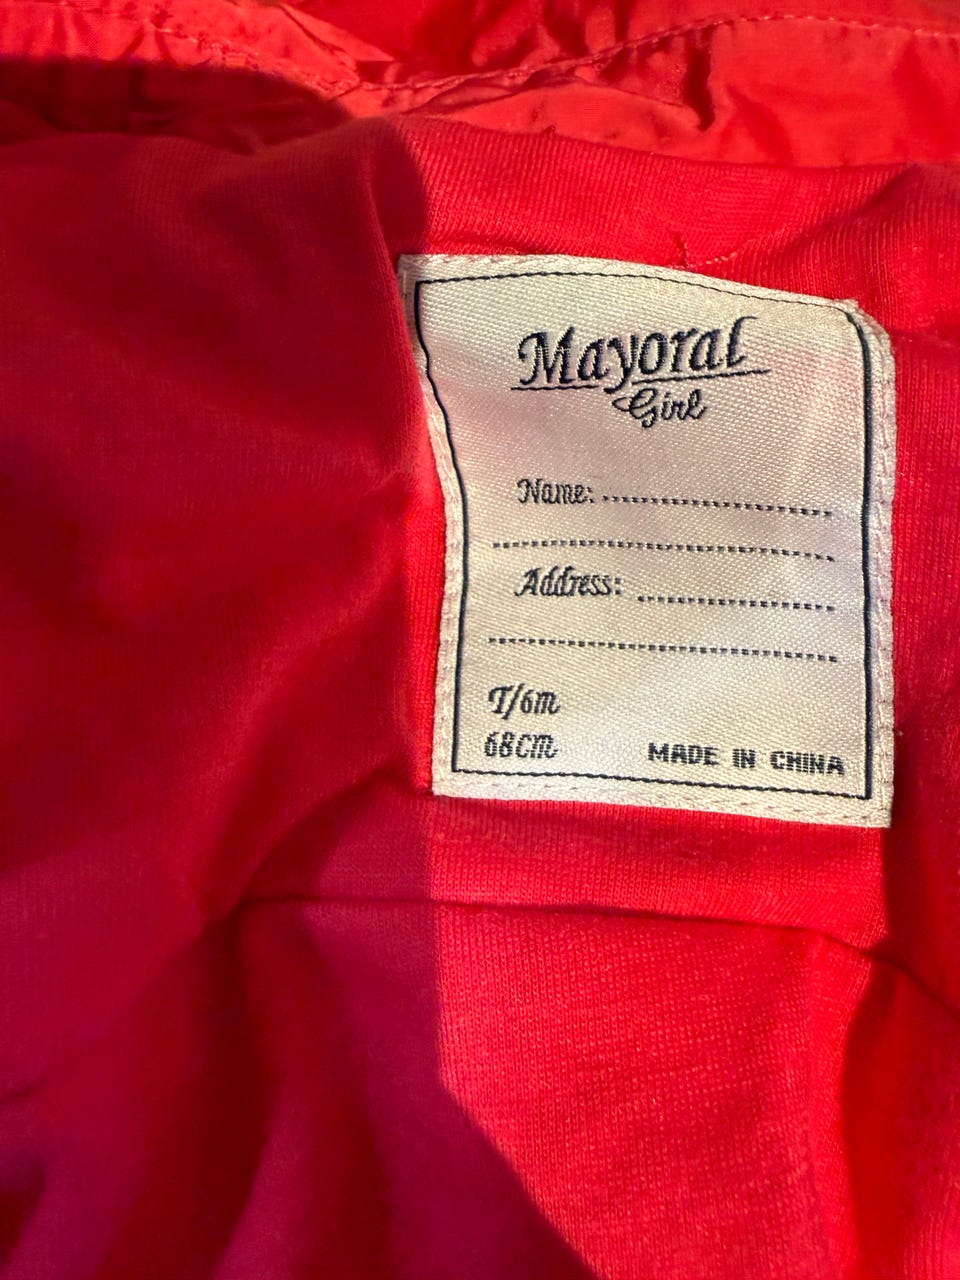 Mayoral
Girl
Name:
Address:
T/6m
68cm
MADE IN CHINA